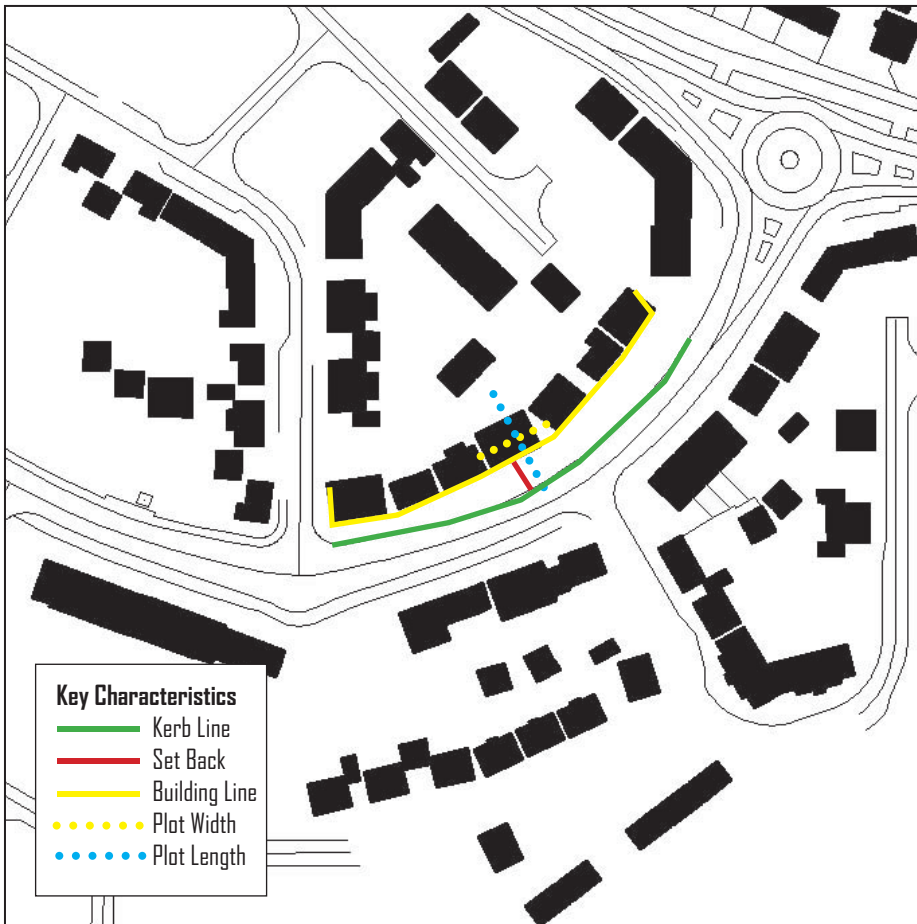 Key Characteristics
Kerb Line
Set Back
Building Line
Plot Width
Plot Length